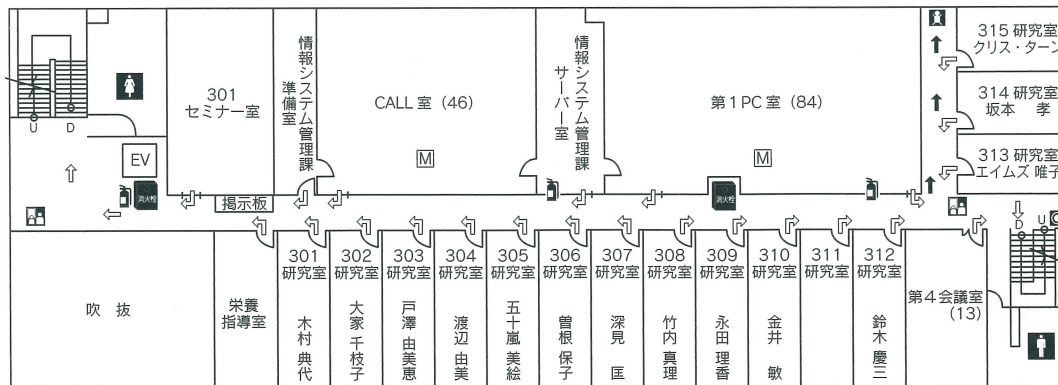 301
セミナー室
情報システム管理課
準備室
CALL 室 (46)
情報システム管理課
サーバー室
第1PC 室 (84)
315 研究室
クリス・ターン
314 研究室
坂本 孝
313 研究室
エイムズ 唯子
U
D
EV
M
M
消火栓
掲示板
消火栓
D
U
吹 抜
栄養
指導室
301
研究室
木村 典代
302
研究室
大家 千枝子
303
研究室
戸澤 由美恵
304
研究室
渡辺 由美
305
研究室
五十嵐 美絵
306
研究室
曽根 保子
307
研究室
深見 匡
308
研究室
竹内 真理
309
研究室
永田 理香
310
研究室
金井 敏
311
研究室
312
研究室
鈴木 慶三
第4会議室
(13)